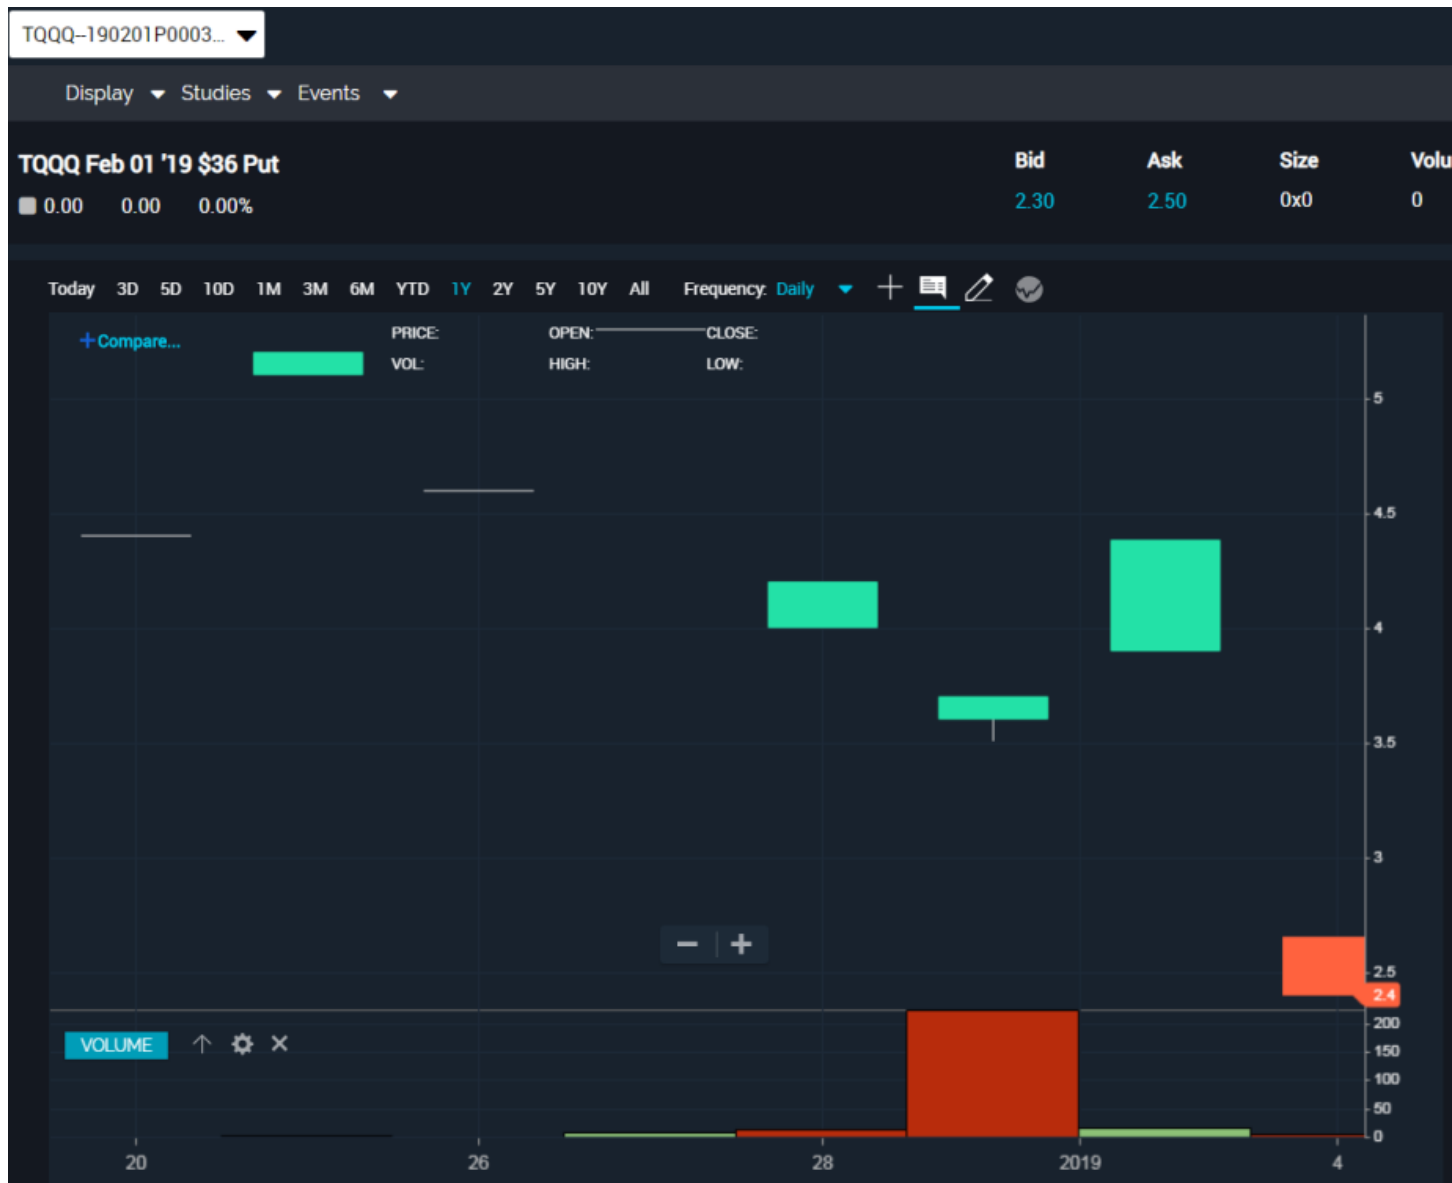 TQQQ--190201P0003...
Display Studies Events
TQQQ Feb 01 '19 $36 Put
0.00 0.00 0.00%
Bid Ask Size Volu
2.30 2.50 0x0 0
Today 3D 5D 10D 1M 3M 6M YTD 1Y 2Y 5Y 10Y All Frequency: Daily
+Compare...
PRICE: OPEN: CLOSE:
VOL: HIGH: LOW:
5
4.5
4
3.5
3
2.5
2.4
VOLUME
200
150
100
50
0
20 26 28 2019 4